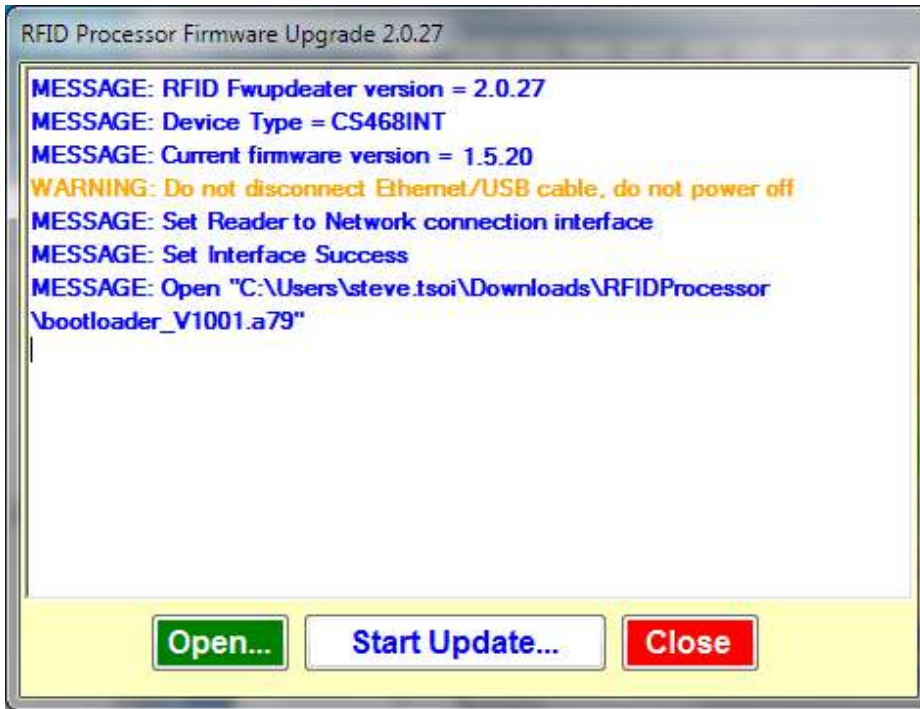 RFID Processor Firmware Upgrade 2.0.27
MESSAGE: RFID Fwupdeater version = 2.0.27
MESSAGE: Device Type = CS468INT
MESSAGE: Current firmware version = 1.5.20
WARNING: Do not disconnect Ethernet/USB cable, do not power off
MESSAGE: Set Reader to Network connection interface
MESSAGE: Set Interface Success
MESSAGE: Open "C:\Users\steve.tsoi\Downloads\RFIDProcessor
\bootloader_V1001.a79"
Open... Start Update... Close